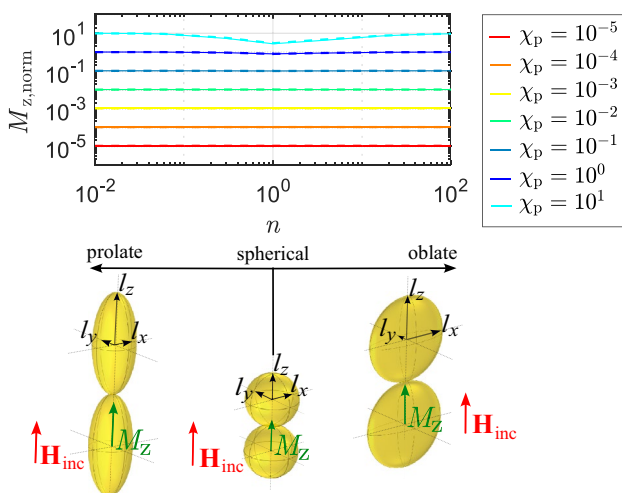 M_{z,norm}
10^1
10^{-1}
10^{-3}
10^{-5}
10^{-2}
10^0
10^2
n
χ_p = 10^{-5}
χ_p = 10^{-4}
χ_p = 10^{-3}
χ_p = 10^{-2}
χ_p = 10^{-1}
χ_p = 10^0
χ_p = 10^1
prolate spherical oblate
l_z
l_y l_x
H_inc
M_z
l_z
l_y l_x
H_inc
M_z
l_z
l_y l_x
M_z
H_inc